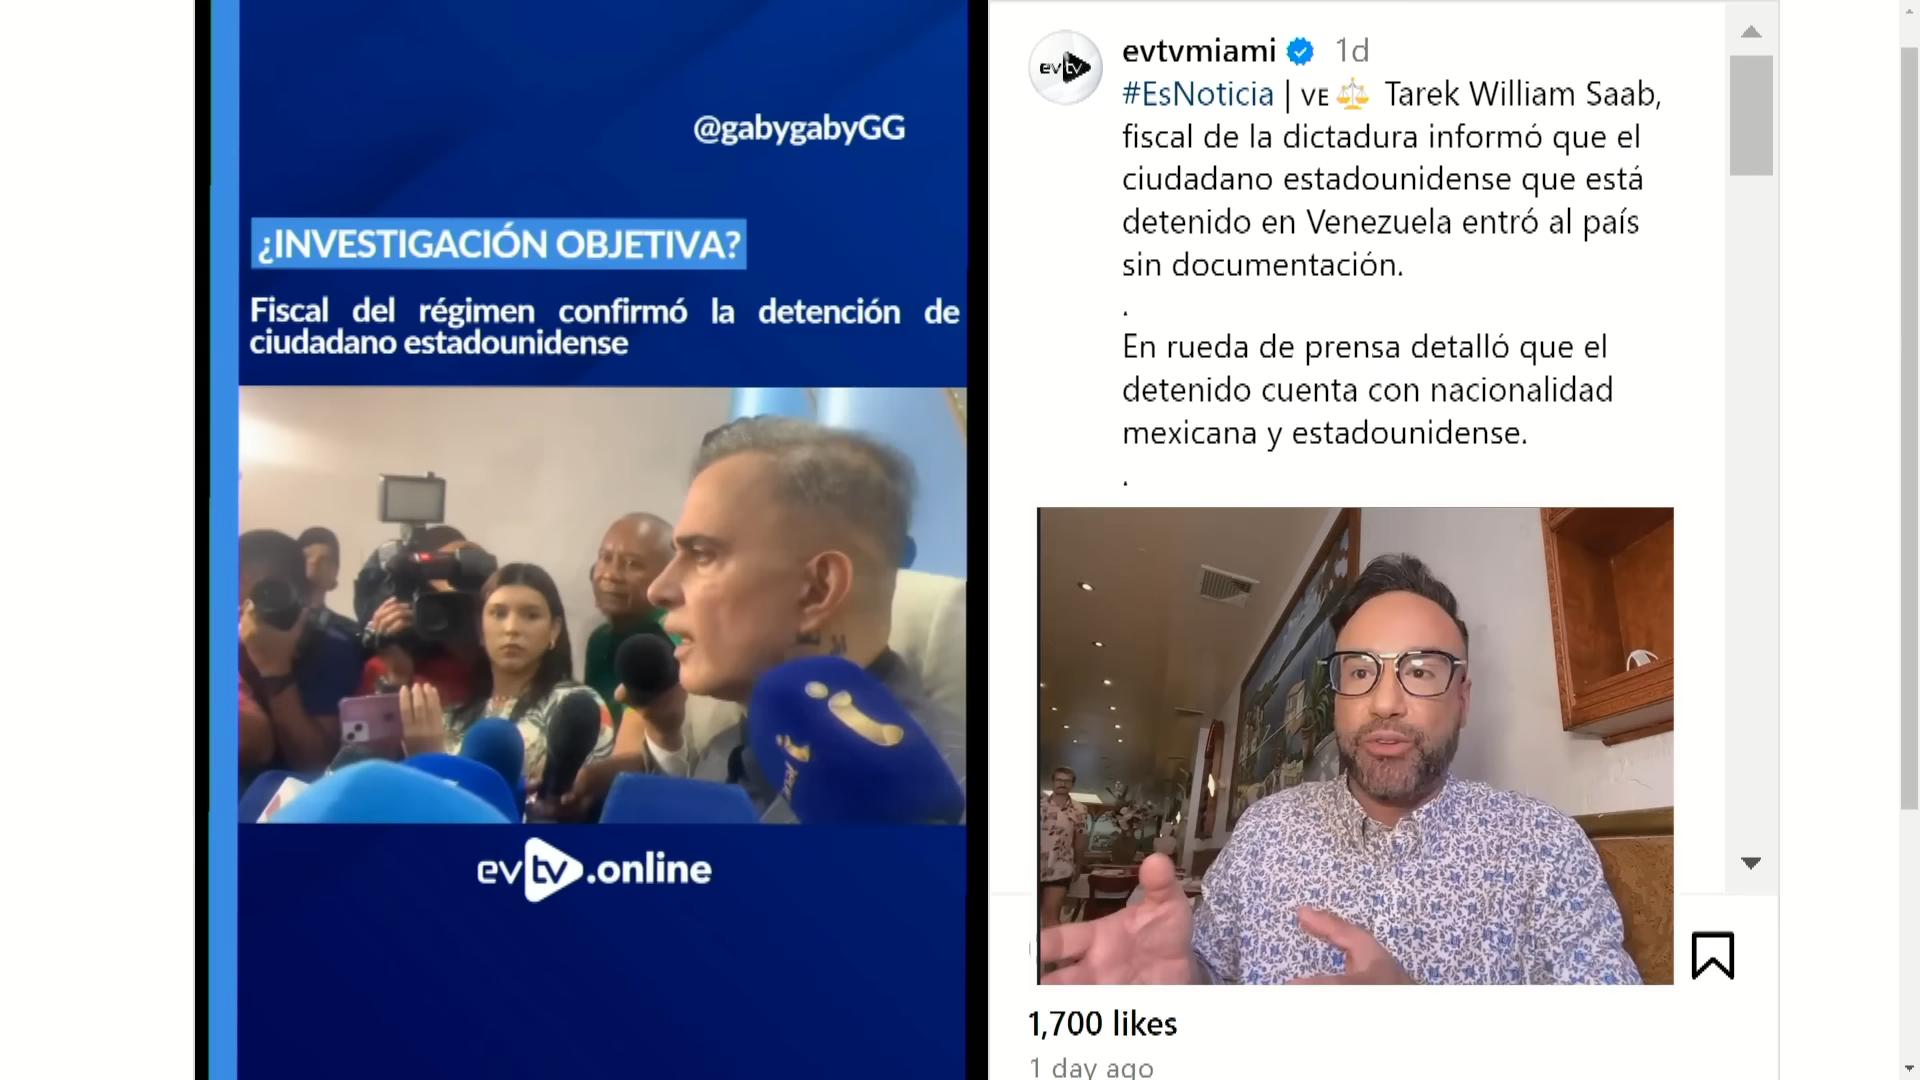 @gabygabyGG
¿INVESTIGACIÓN OBJETIVA?
Fiscal del régimen confirmó la detención de
ciudadano estadounidense
evtv.online
evtv
evtvmiami 1d
#EsNoticia | VE⚖️ Tarek William Saab,
fiscal de la dictadura informó que el
ciudadano estadounidense que está
detenido en Venezuela entró al país
sin documentación.
.
En rueda de prensa detalló que el
detenido cuenta con nacionalidad
mexicana y estadounidense.
.
1,700 likes
1 day ago